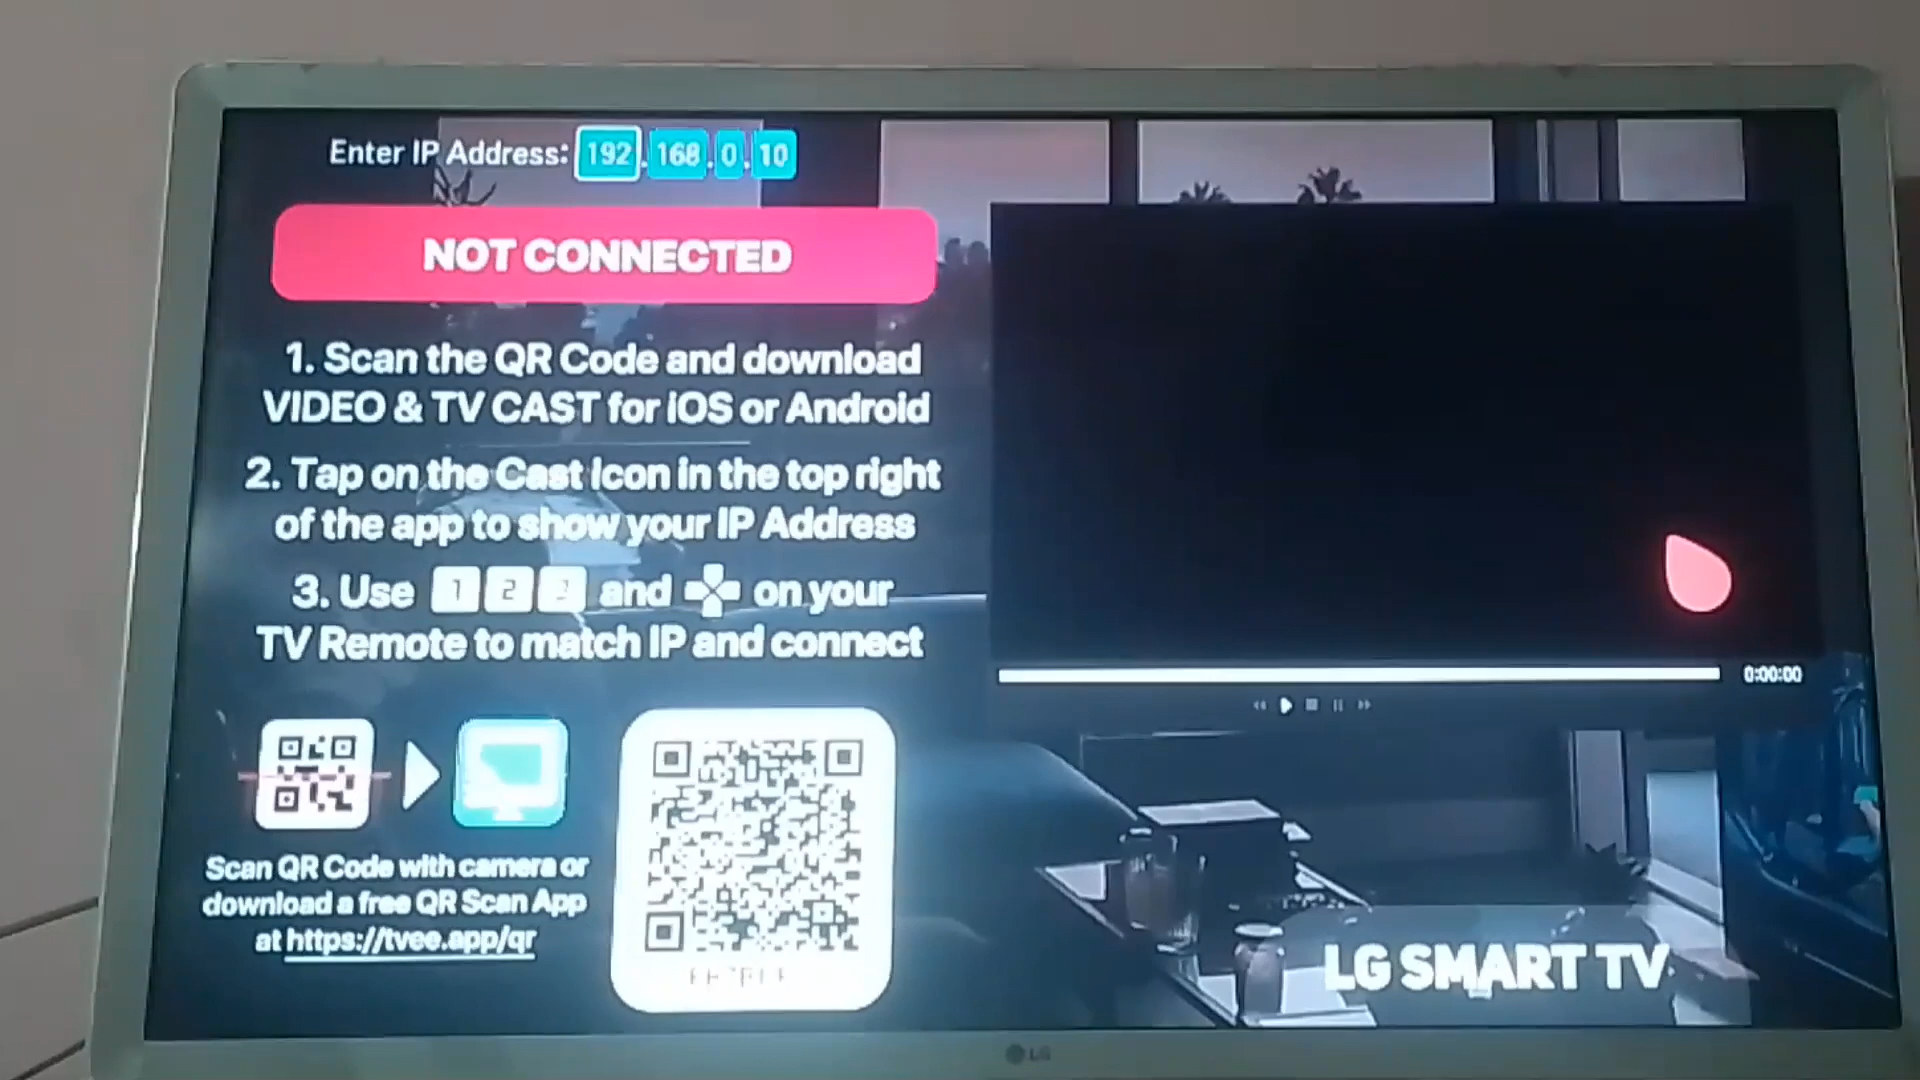 Enter IP Address: 192.168.0.10
NOT CONNECTED
1. Scan the QR Code and download
VIDEO & TV CAST for iOS or Android
2. Tap on the Cast Icon in the top right
of the app to show your IP Address
3. Use 1 2 3 and on your
TV Remote to match IP and connect
0:00:00
Scan QR Code with camera or
download a free QR Scan App
at https://tvee.app/qr
LG SMART TV
LG